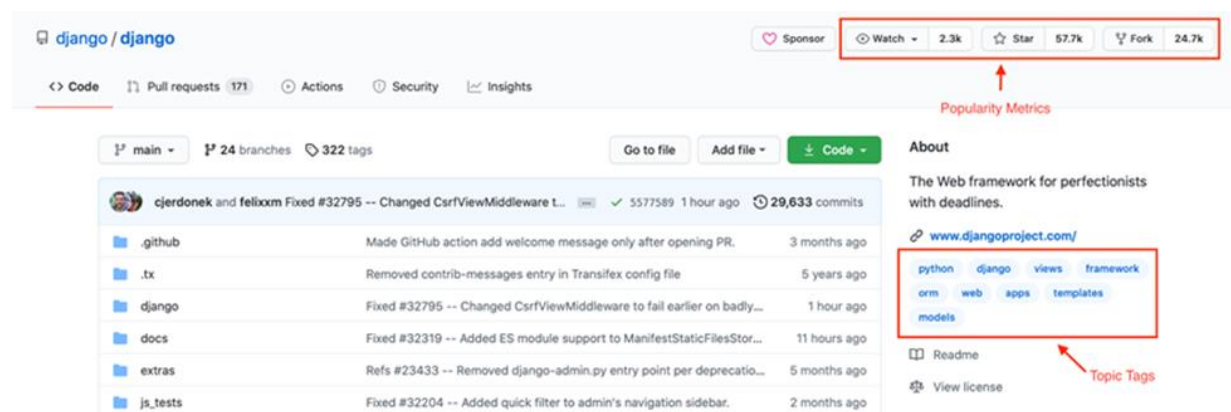 django / django
Sponsor
Watch 2.3k
Star 57.7k
Fork 24.7k
Popularity Metrics
<> Code
Pull requests 171
Actions
Security
Insights
main
24 branches
322 tags
Go to file
Add file
Code
cjerdonek and felixxm Fixed #32795 -- Changed CsrfViewMiddleware t... ... 5577589 1 hour ago 29,633 commits
.github Made GitHub action add welcome message only after opening PR. 3 months ago
.tx Removed contrib-messages entry in Transifex config file 5 years ago
django Fixed #32795 -- Changed CsrfViewMiddleware to fail earlier on badly... 1 hour ago
docs Fixed #32319 -- Added ES module support to ManifestStaticFilesStor... 11 hours ago
extras Refs #23433 -- Removed django-admin.py entry point per deprecatio... 5 months ago
js_tests Fixed #32204 -- Added quick filter to admin's navigation sidebar. 2 months ago
About
The Web framework for perfectionists
with deadlines.
www.djangoproject.com/
python django views framework
orm web apps templates
models
Readme
View license
Topic Tags